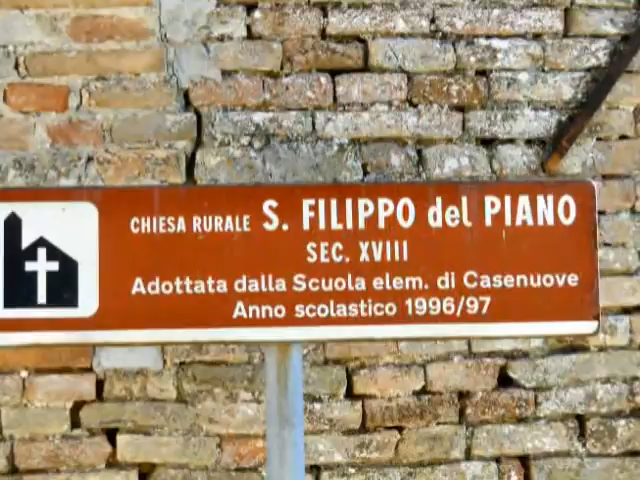 CHIESA RURALE S. FILIPPO del PIANO
SEC. XVIII
Adottata dalla Scuola elem. di Casenuove
Anno scolastico 1996/97